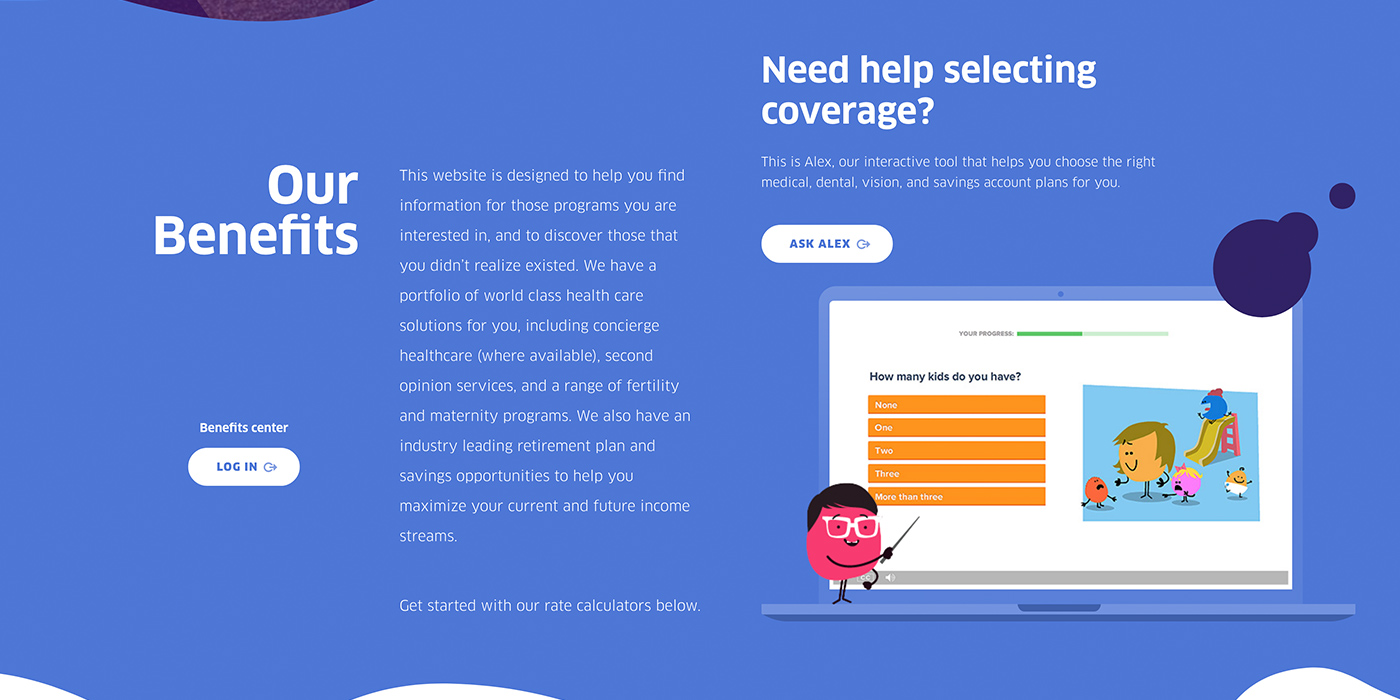 Our
Benefits
Benefits center
LOG IN
This website is designed to help you find
information for those programs you are
interested in, and to discover those that
you didn't realize existed. We have a
portfolio of world class health care
solutions for you, including concierge
healthcare (where available), second
opinion services, and a range of fertility
and maternity programs. We also have an
industry leading retirement plan and
savings opportunities to help you
maximize your current and future income
streams.
Get started with our rate calculators below.
Need help selecting
coverage?
This is Alex, our interactive tool that helps you choose the right
medical, dental, vision, and savings account plans for you.
ASK ALEX
YOUR PROGRESS:
How many kids do you have?
None
One
Two
Three
More than three